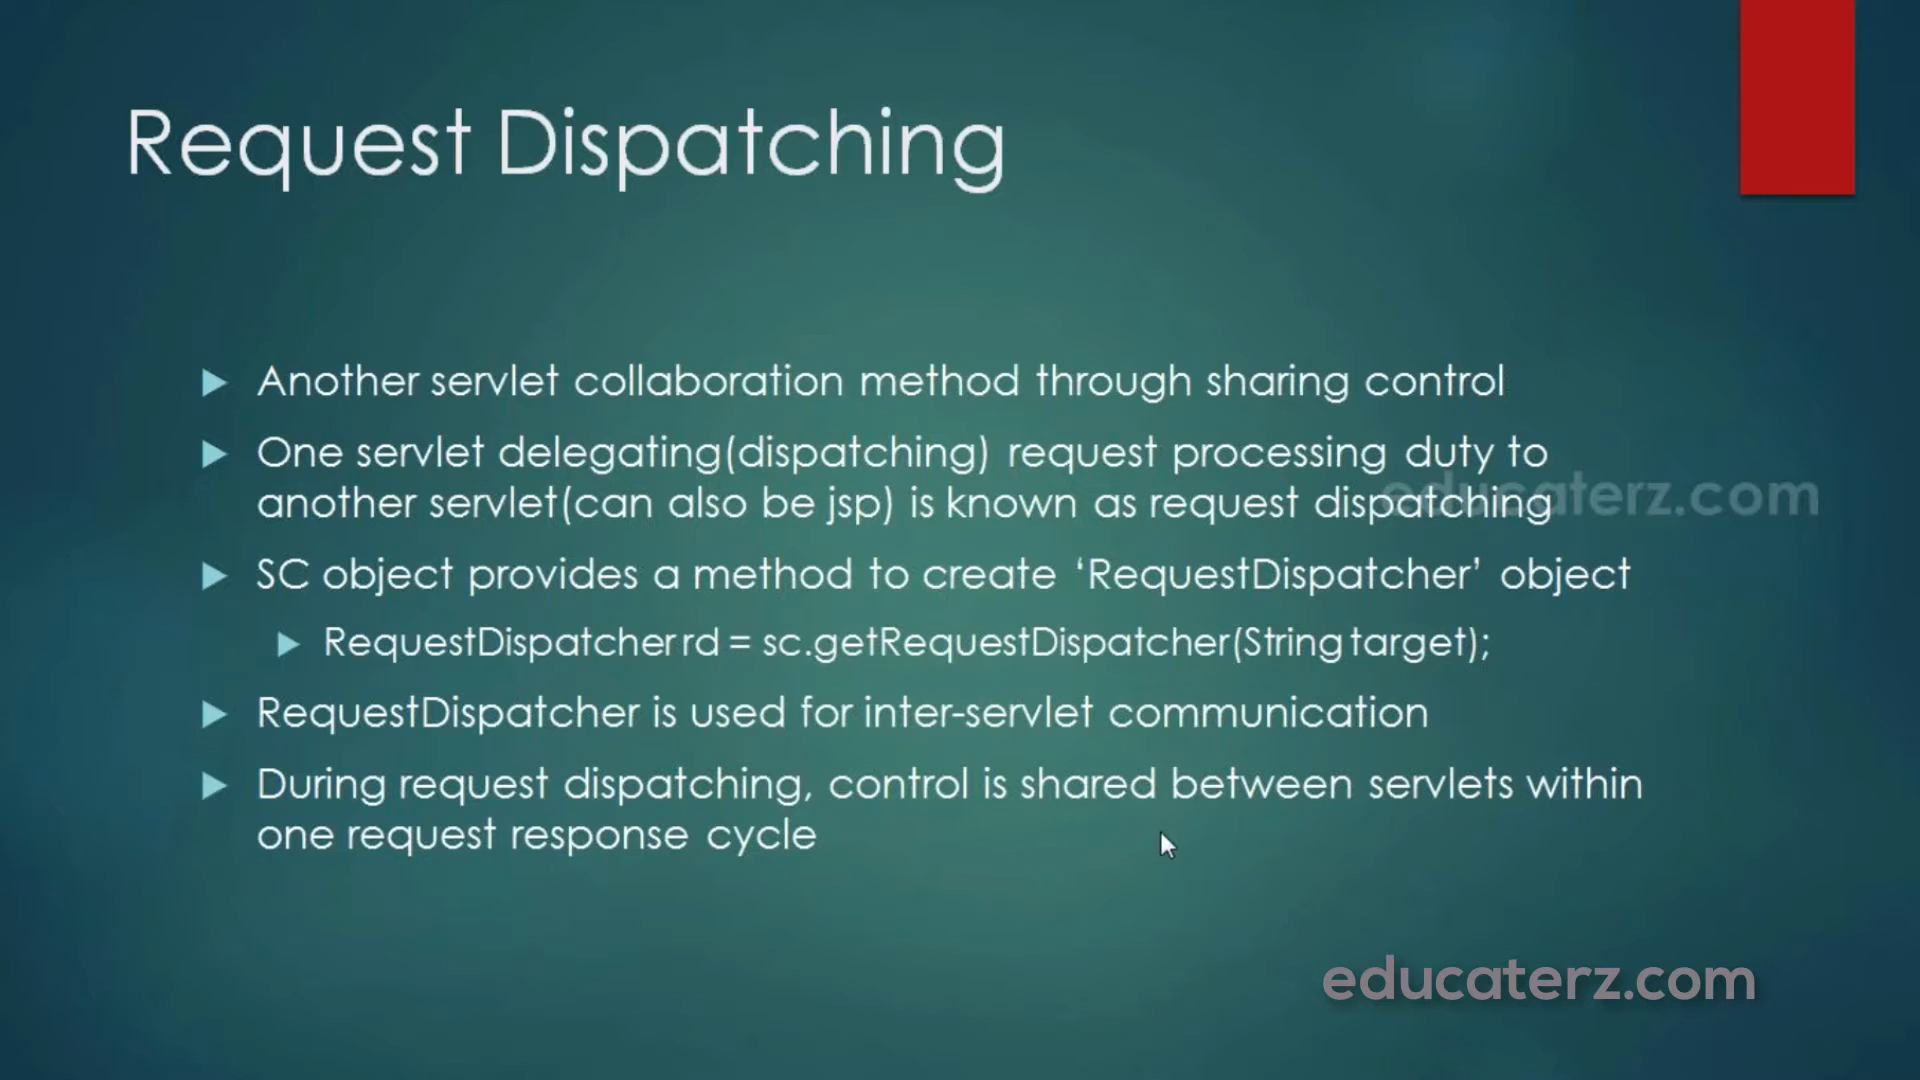 Request Dispatching
Another servlet collaboration method through sharing control
One servlet delegating(dispatching) request processing duty to
another servlet(can also be jsp) is known as request dispatching
educaterz.com
SC object provides a method to create ‘RequestDispatcher’ object
RequestDispatcher rd = sc.getRequestDispatcher(String target);
RequestDispatcher is used for inter-servlet communication
During request dispatching, control is shared between servlets within
one request response cycle
educaterz.com